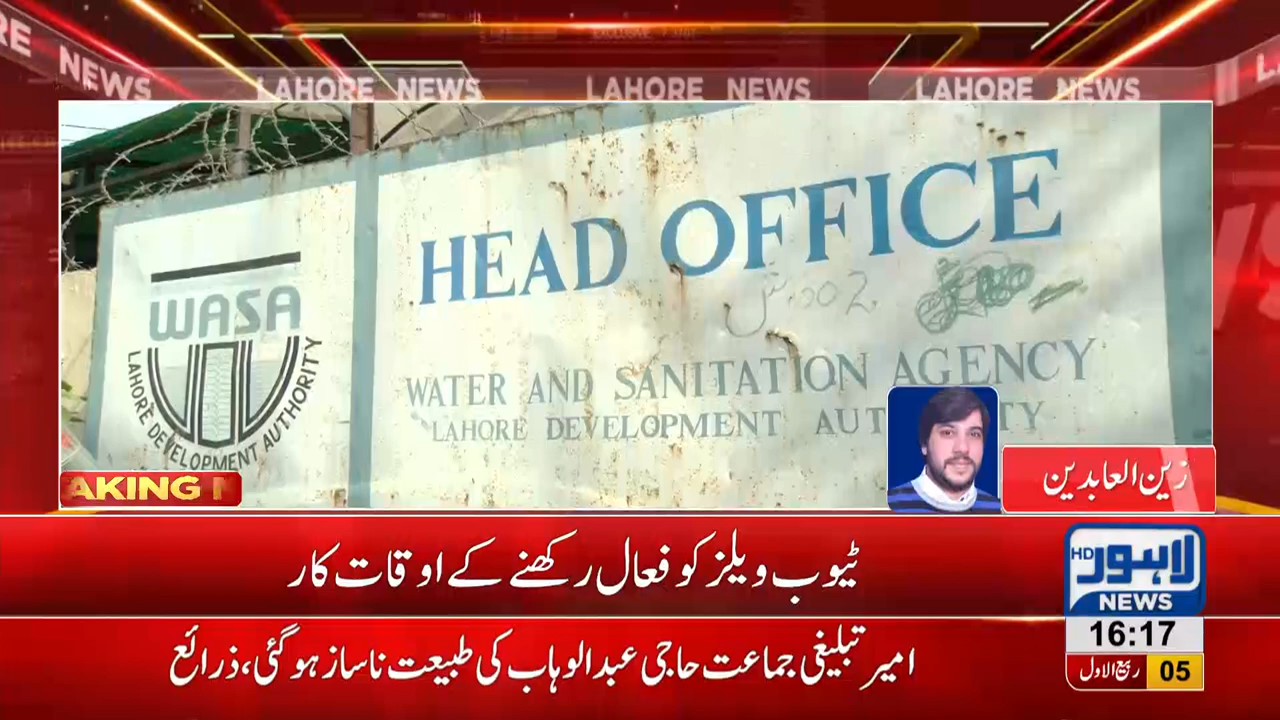 NEWS
LAHORE NEWS
LAHORE NEWS
LAHORE NEWS
HEAD OFFICE
WASA
LAHORE DEVELOPMENT AUTHORITY
WATER AND SANITATION AGENCY
LAHORE DEVELOPMENT AUT TY
AKING
زین العابدین
ٹیوب ویلز کو فعال رکھنے کے اوقات کار
HD لاہور
NEWS
16:17
05 ربیع الاول
امیر تبلیغی جماعت حاجی عبدالوہاب کی طبیعت ناساز ہوگئی، ذرائع